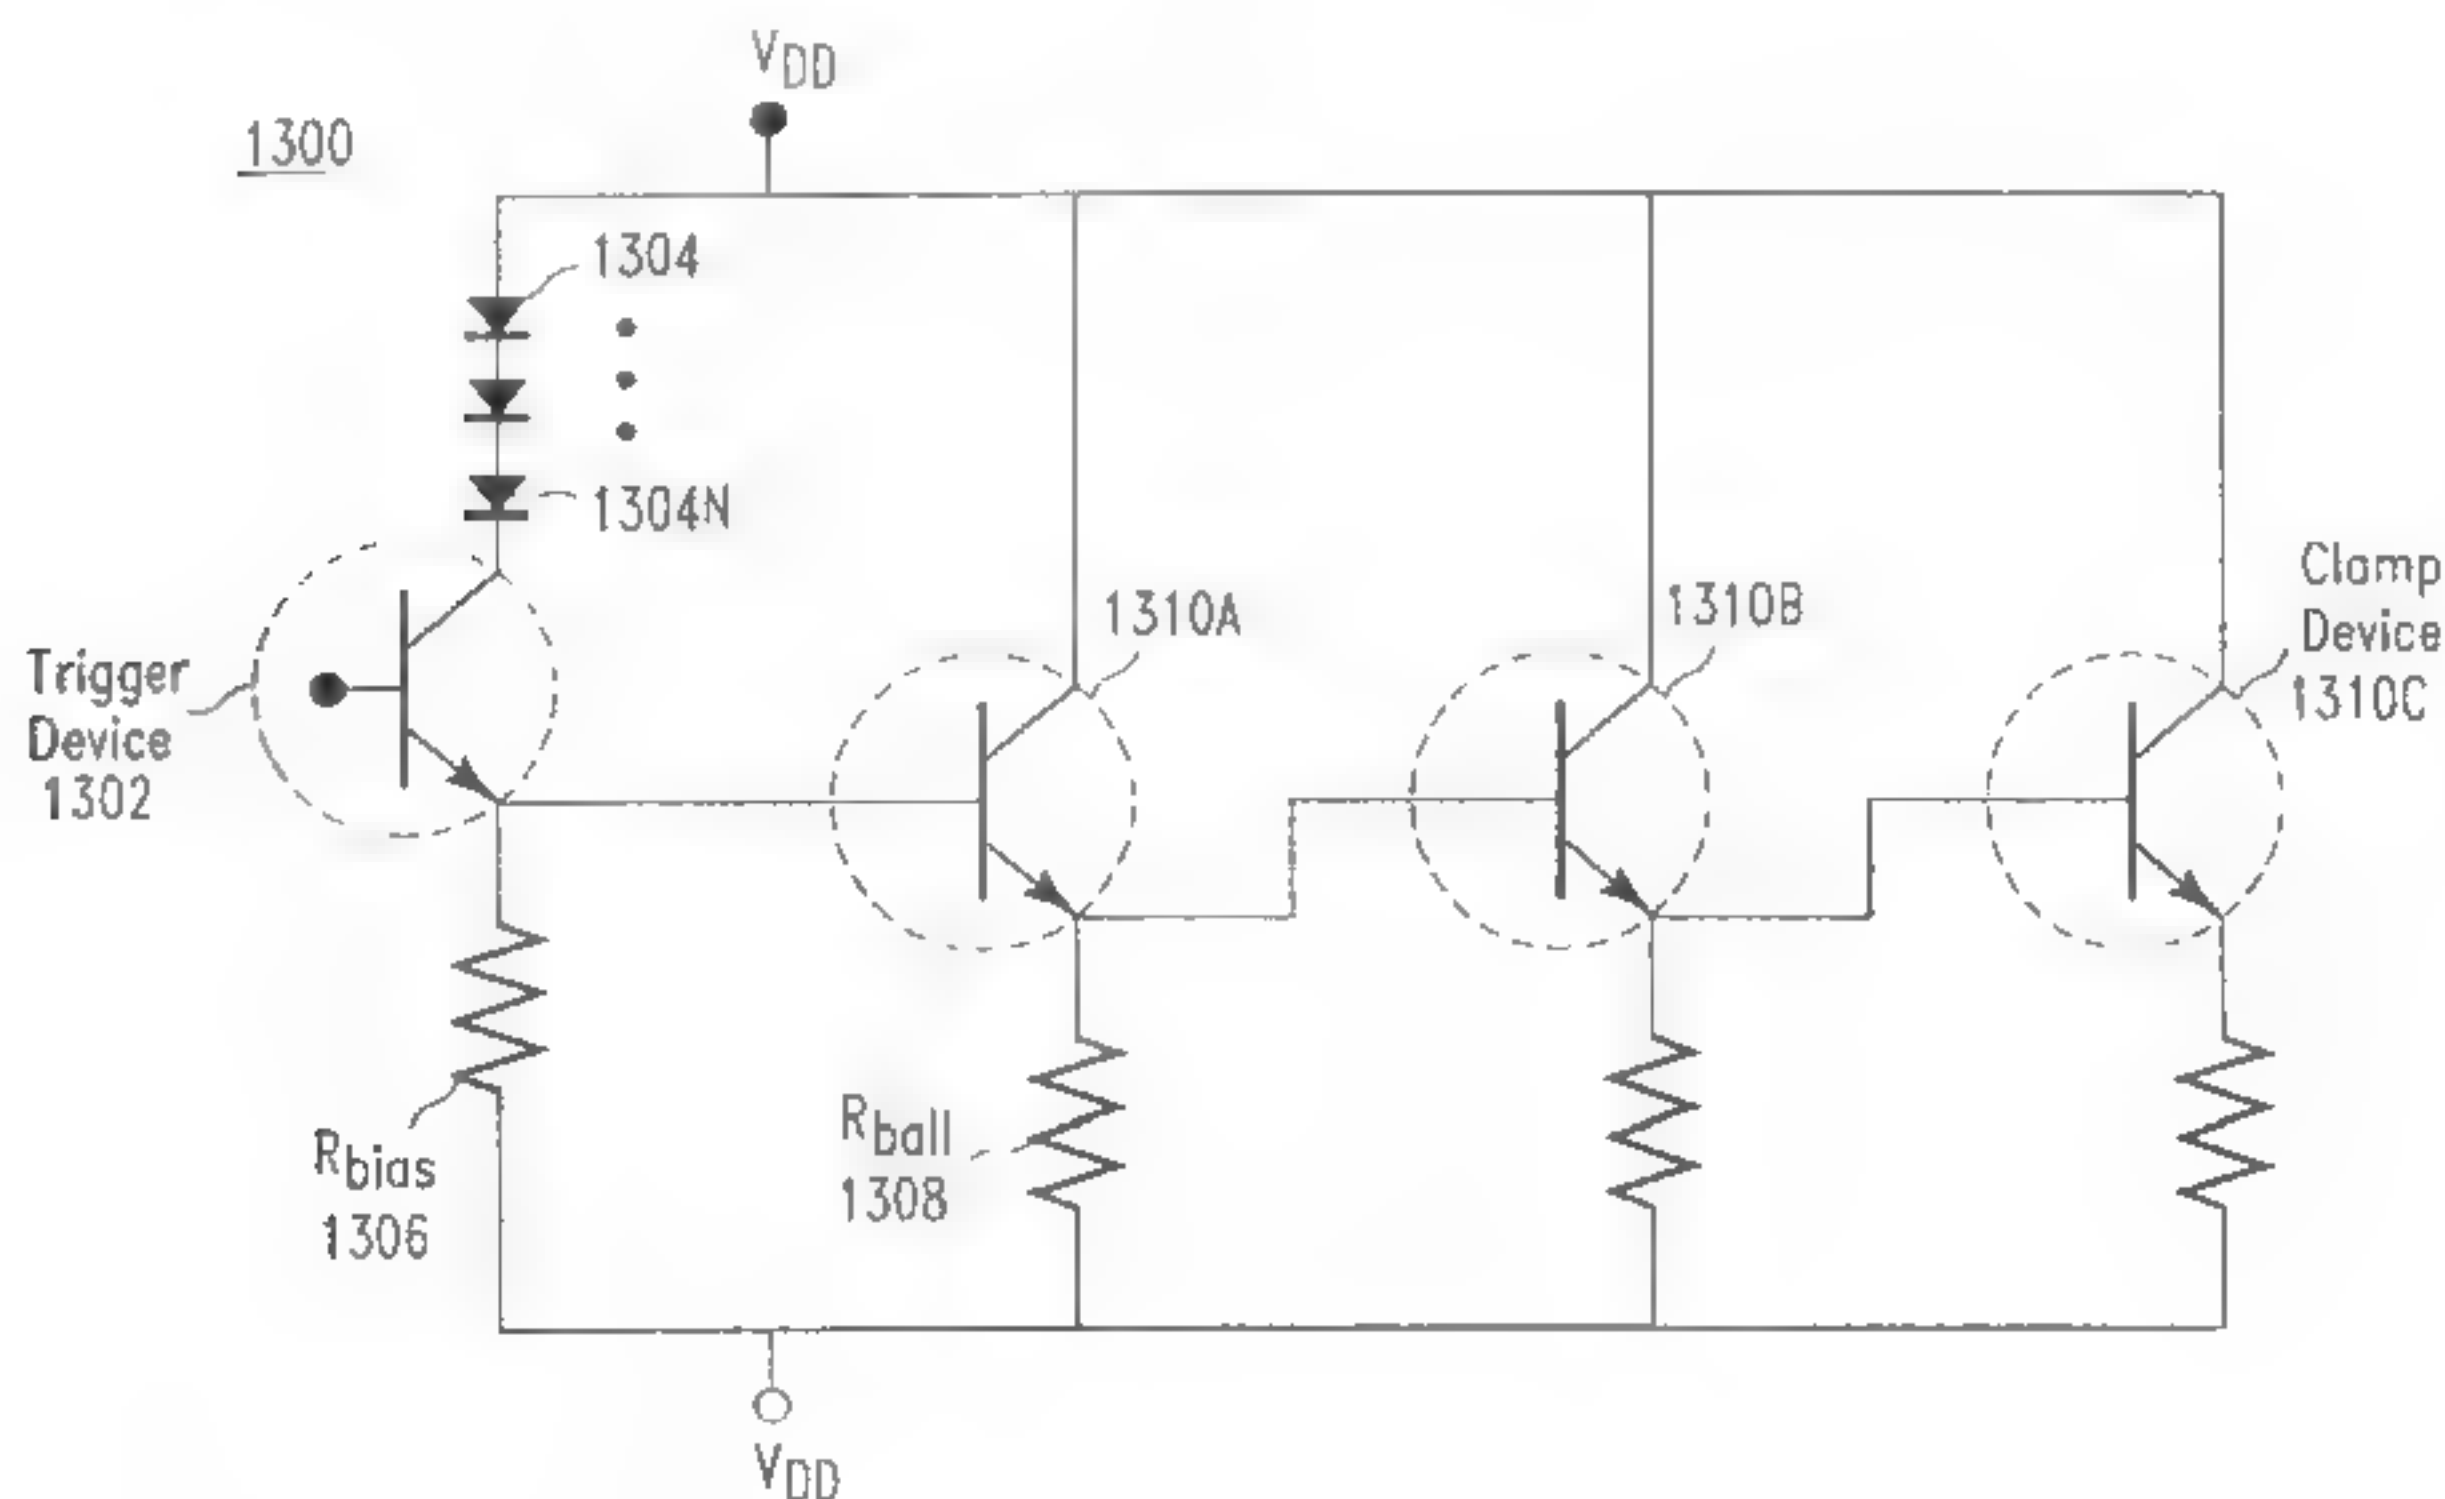 VDD
1300
1304
1304N
Trigger
Device
1302
1310A
1310B
Clamp
Device
1310C
Rbias
1306
Rball
1308
VDD